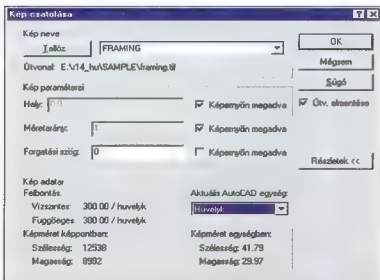 Kép csatolása
Kép neve
Tallóz
FRAMING
OK
Útvonal: E:\r14_hu\SAMPLE\framing.tif
Mégsem
Súgó
Kép paraméterei
Hely:
Képernyőn megadva
Útv. elmentése
Méretarány:
Képernyőn megadva
Forgatási szög:
0
Képernyőn megadva
Részletek <<
Kép adatai
Felbontás:
Vízszintes: 300.00 / hüvelyk
Függőleges 300.00 / hüvelyk
Aktuális AutoCAD egység:
Hüvelyk
Képméret képpontban:
Szélesség: 12538
Magasság: 8992
Képméret egységben:
Szélesség: 41.79
Magasság: 29.97